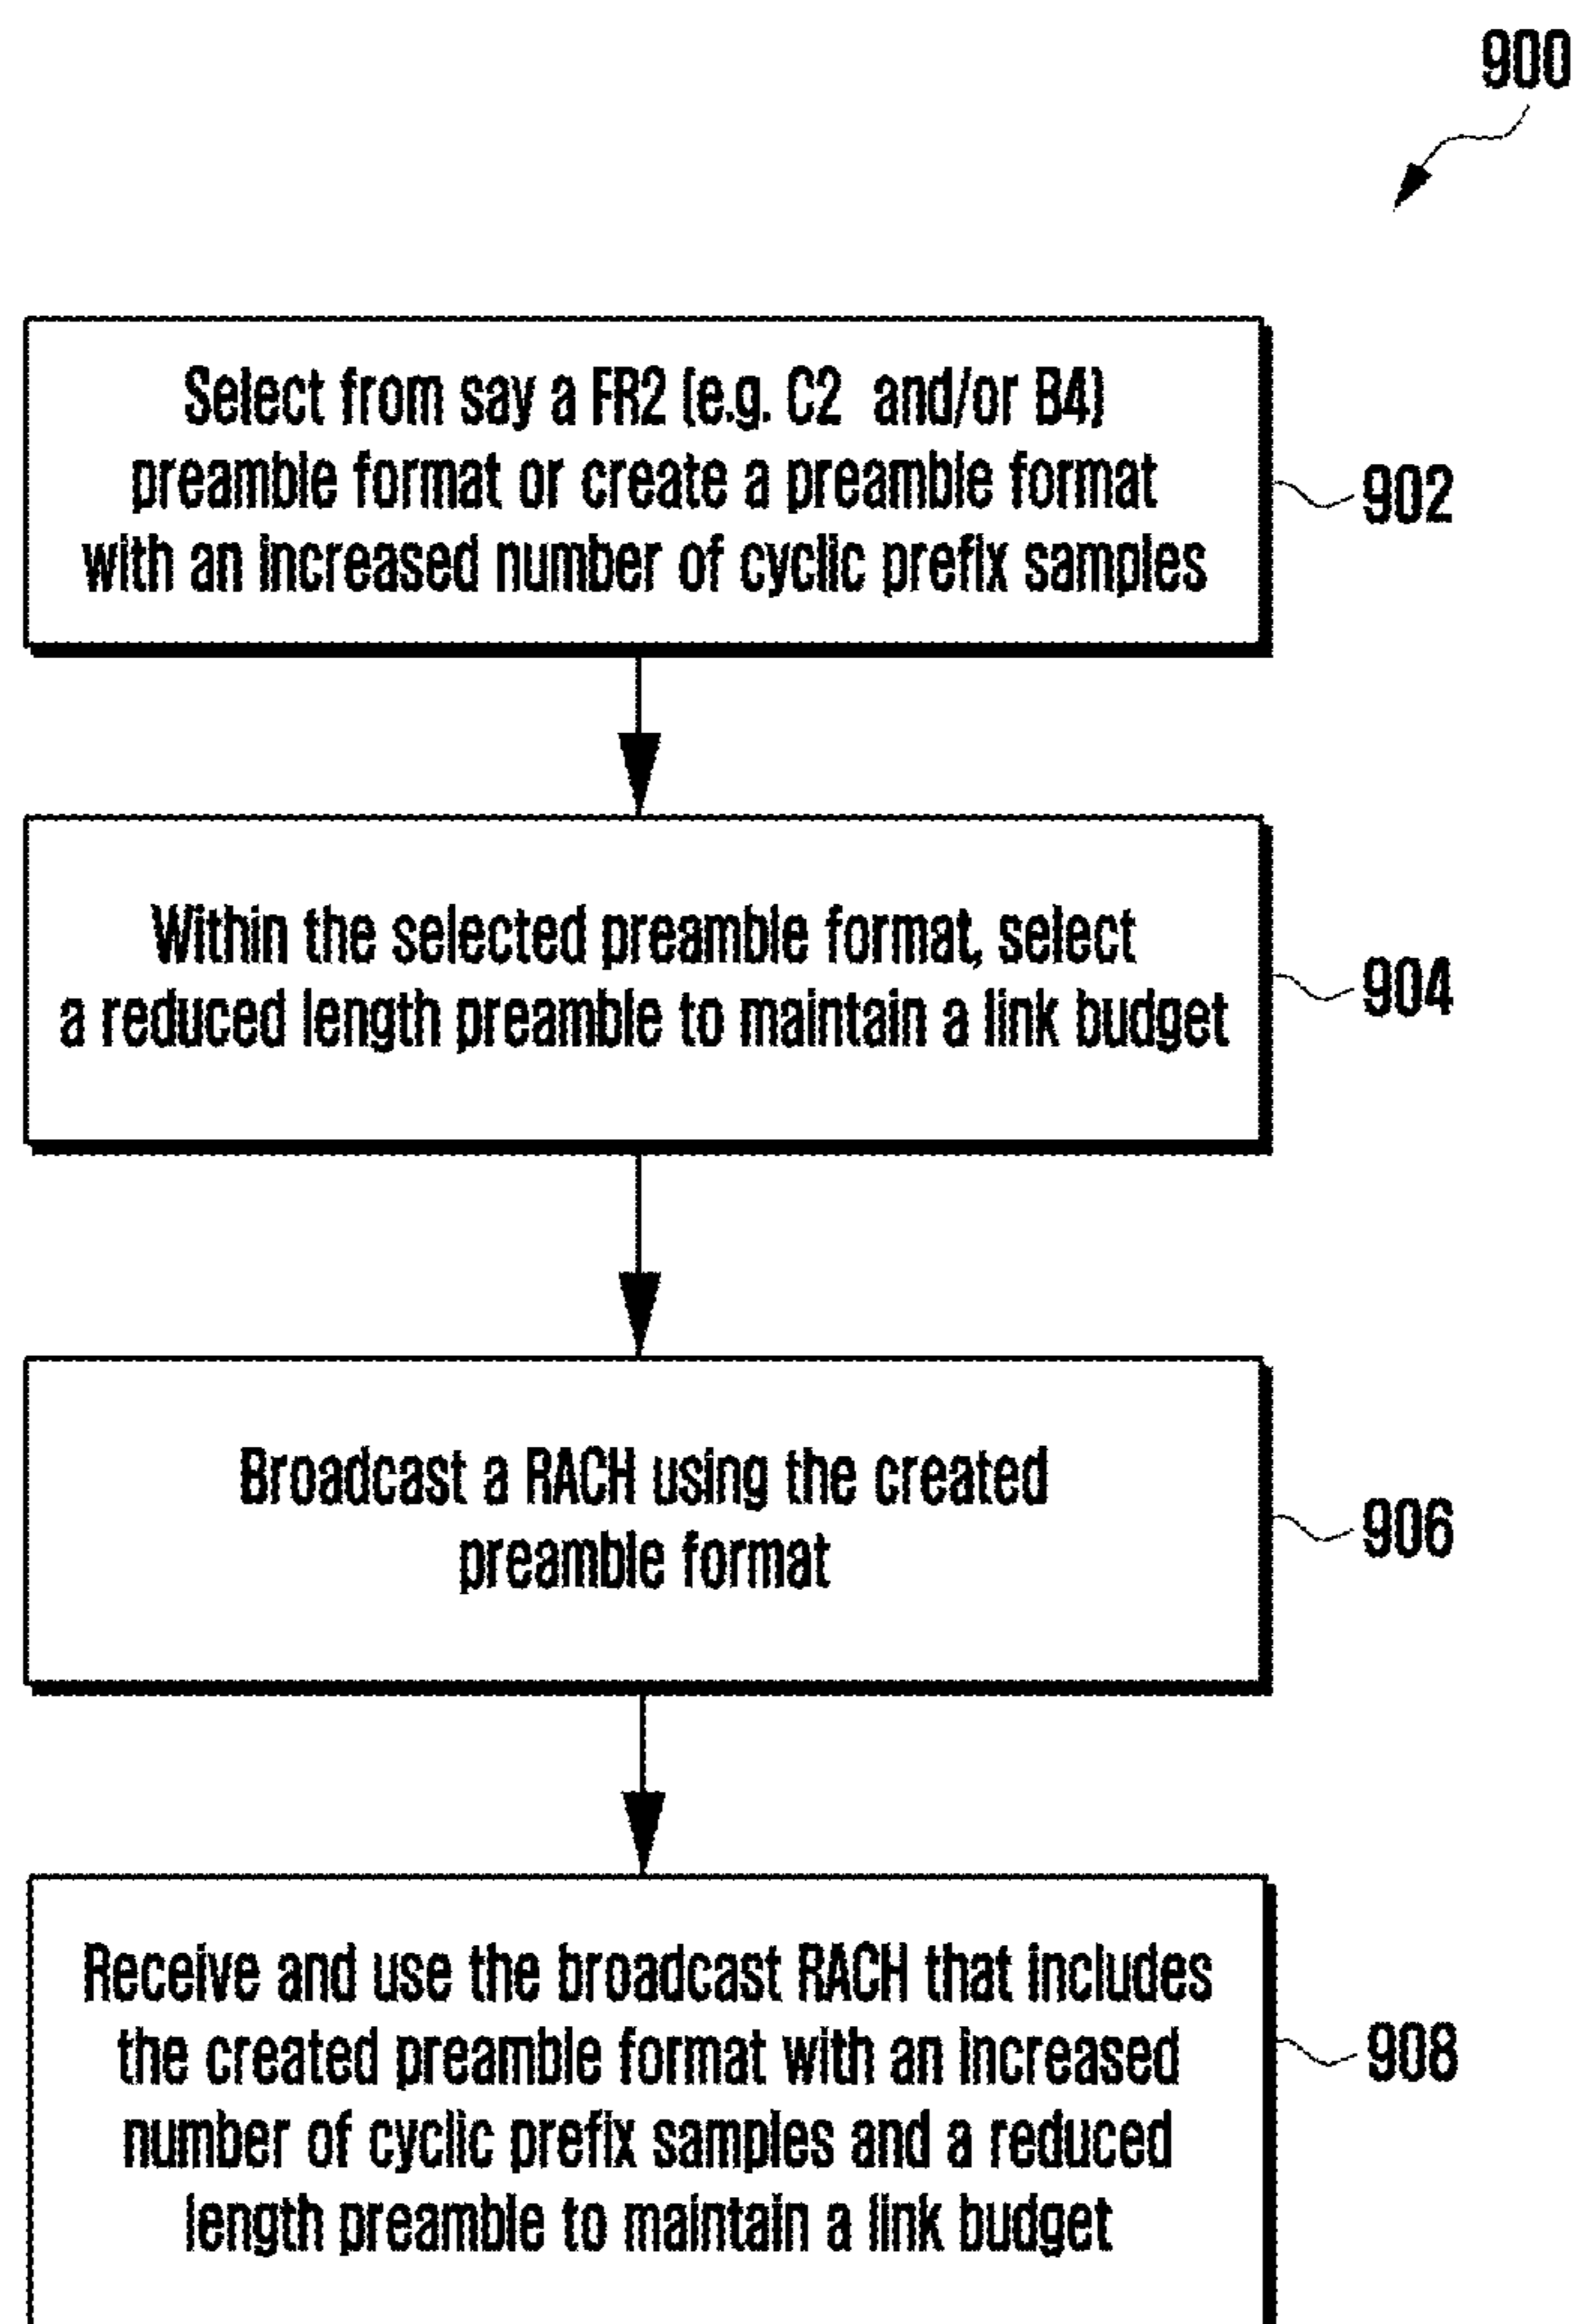 900
Select from say a FR2 (e.g. C2 and/or B4)
preamble format or create a preamble format
with an increased number of cyclic prefix samples
902
Within the selected preamble format, select
a reduced length preamble to maintain a link budget
904
Broadcast a RACH using the created
preamble format
906
Receive and use the broadcast RACH that includes
the created preamble format with an increased
number of cyclic prefix samples and a reduced
length preamble to maintain a link budget
908